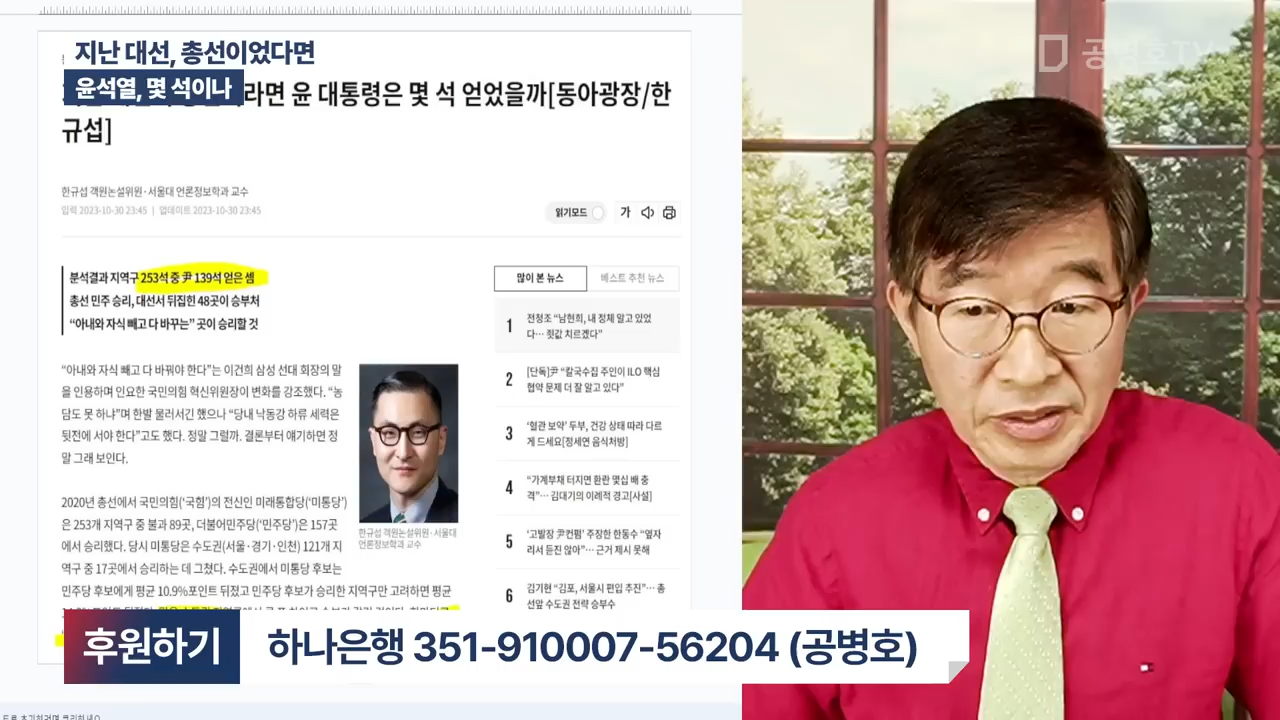 지난 대선, 총선이었다면
윤석열, 몇 석이나
라면 윤 대통령은 몇 석 얻었을까[동아광장/한
규섭]
공병호TV
한규섭 객원논설위원·서울대 언론정보학과 교수
입력 2023-10-30 23:45 | 업데이트 2023-10-30 23:45
읽기모드
가
분석결과 지역구 253석 중 尹 139석 얻은 셈
총선 민주 승리, 대선서 뒤집힌 48곳이 승부처
“아내와 자식 빼고 다 바꾸는” 곳이 승리할 것
“아내와 자식 빼고 다 바꿔야 한다”는 이건희 삼성 선대 회장의 말
을 인용하며 인요한 국민의힘 혁신위원장이 변화를 강조했다. “농
담도 못 하냐”며 한발 물러서긴 했으나 “당내 낙동강 하류 세력은
뒷전에 서야 한다”고도 했다. 정말 그럴까. 결론부터 얘기하면 정
말 그래 보인다.
한규섭 객원논설위원·서울대
언론정보학과 교수
2020년 총선에서 국민의힘(‘국힘’)의 전신인 미래통합당(‘미통당’)
은 253개 지역구 중 불과 89곳, 더불어민주당(‘민주당’)은 157곳
에서 승리했다. 당시 미통당은 수도권(서울·경기·인천) 121개 지
역구 중 17곳에서 승리하는 데 그쳤다. 수도권에서 미통당 후보는
민주당 후보에게 평균 10.9%포인트 뒤졌고 민주당 후보가 승리한 지역구만 고려하면 평균
많이 본 뉴스
베스트 추천 뉴스
1 전청조 “남현희, 내 정체 알고 있었
다… 죗값 치르겠다”
2 [단독]尹 “칼국수집 주인이 ILO 핵심
협약 문제 더 잘 알고 있다”
3 ‘혈관 보약’ 두부, 건강 상태 따라 다르
게 드세요[정세연 음식처방]
4 “가계부채 터지면 환란 몇십 배 충
격”… 김대기의 이례적 경고[사설]
5 ‘고발장 尹컨펌’ 주장한 한동수 “옆자
리서 듣진 않아”… 근거 제시 못해
6 김기현 “김포, 서울시 편입 추진”… 총
선앞 수도권 전략 승부수
후원하기
하나은행 351-910007-56204 (공병호)